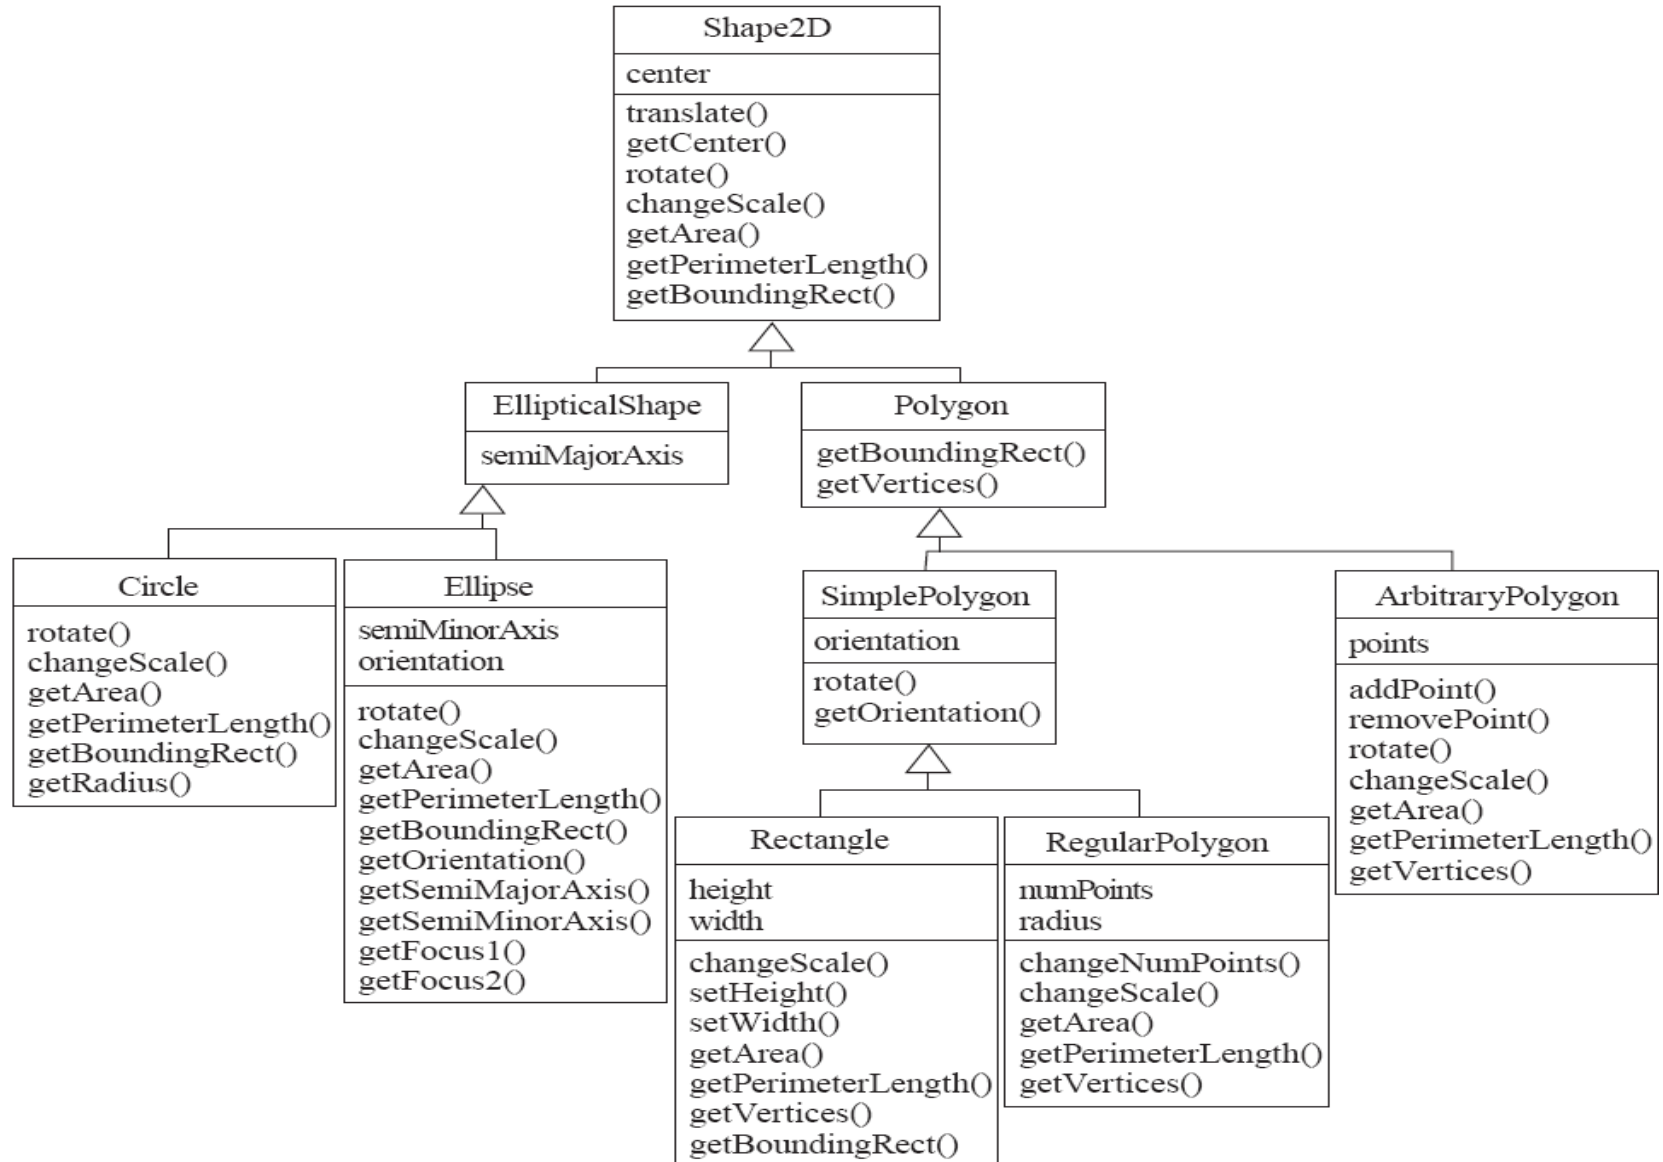 Shape2D
center
translate()
getCenter()
rotate()
changeScale()
getArea()
getPerimeterLength()
getBoundingRect()
EllipticalShape
semiMajorAxis
Polygon
getBoundingRect()
getVertices()
Circle
rotate()
changeScale()
getArea()
getPerimeterLength()
getBoundingRect()
getRadius()
Ellipse
semiMinorAxis
orientation
rotate()
changeScale()
getArea()
getPerimeterLength()
getBoundingRect()
getOrientation()
getSemiMajorAxis()
getSemiMinorAxis()
getFocus1()
getFocus2()
SimplePolygon
orientation
rotate()
getOrientation()
ArbitraryPolygon
points
addPoint()
removePoint()
rotate()
changeScale()
getArea()
getPerimeterLength()
getVertices()
Rectangle
height
width
changeScale()
setHeight()
setWidth()
getArea()
getPerimeterLength()
getVertices()
getBoundingRect()
RegularPolygon
numPoints
radius
changeNumPoints()
changeScale()
getArea()
getPerimeterLength()
getVertices()